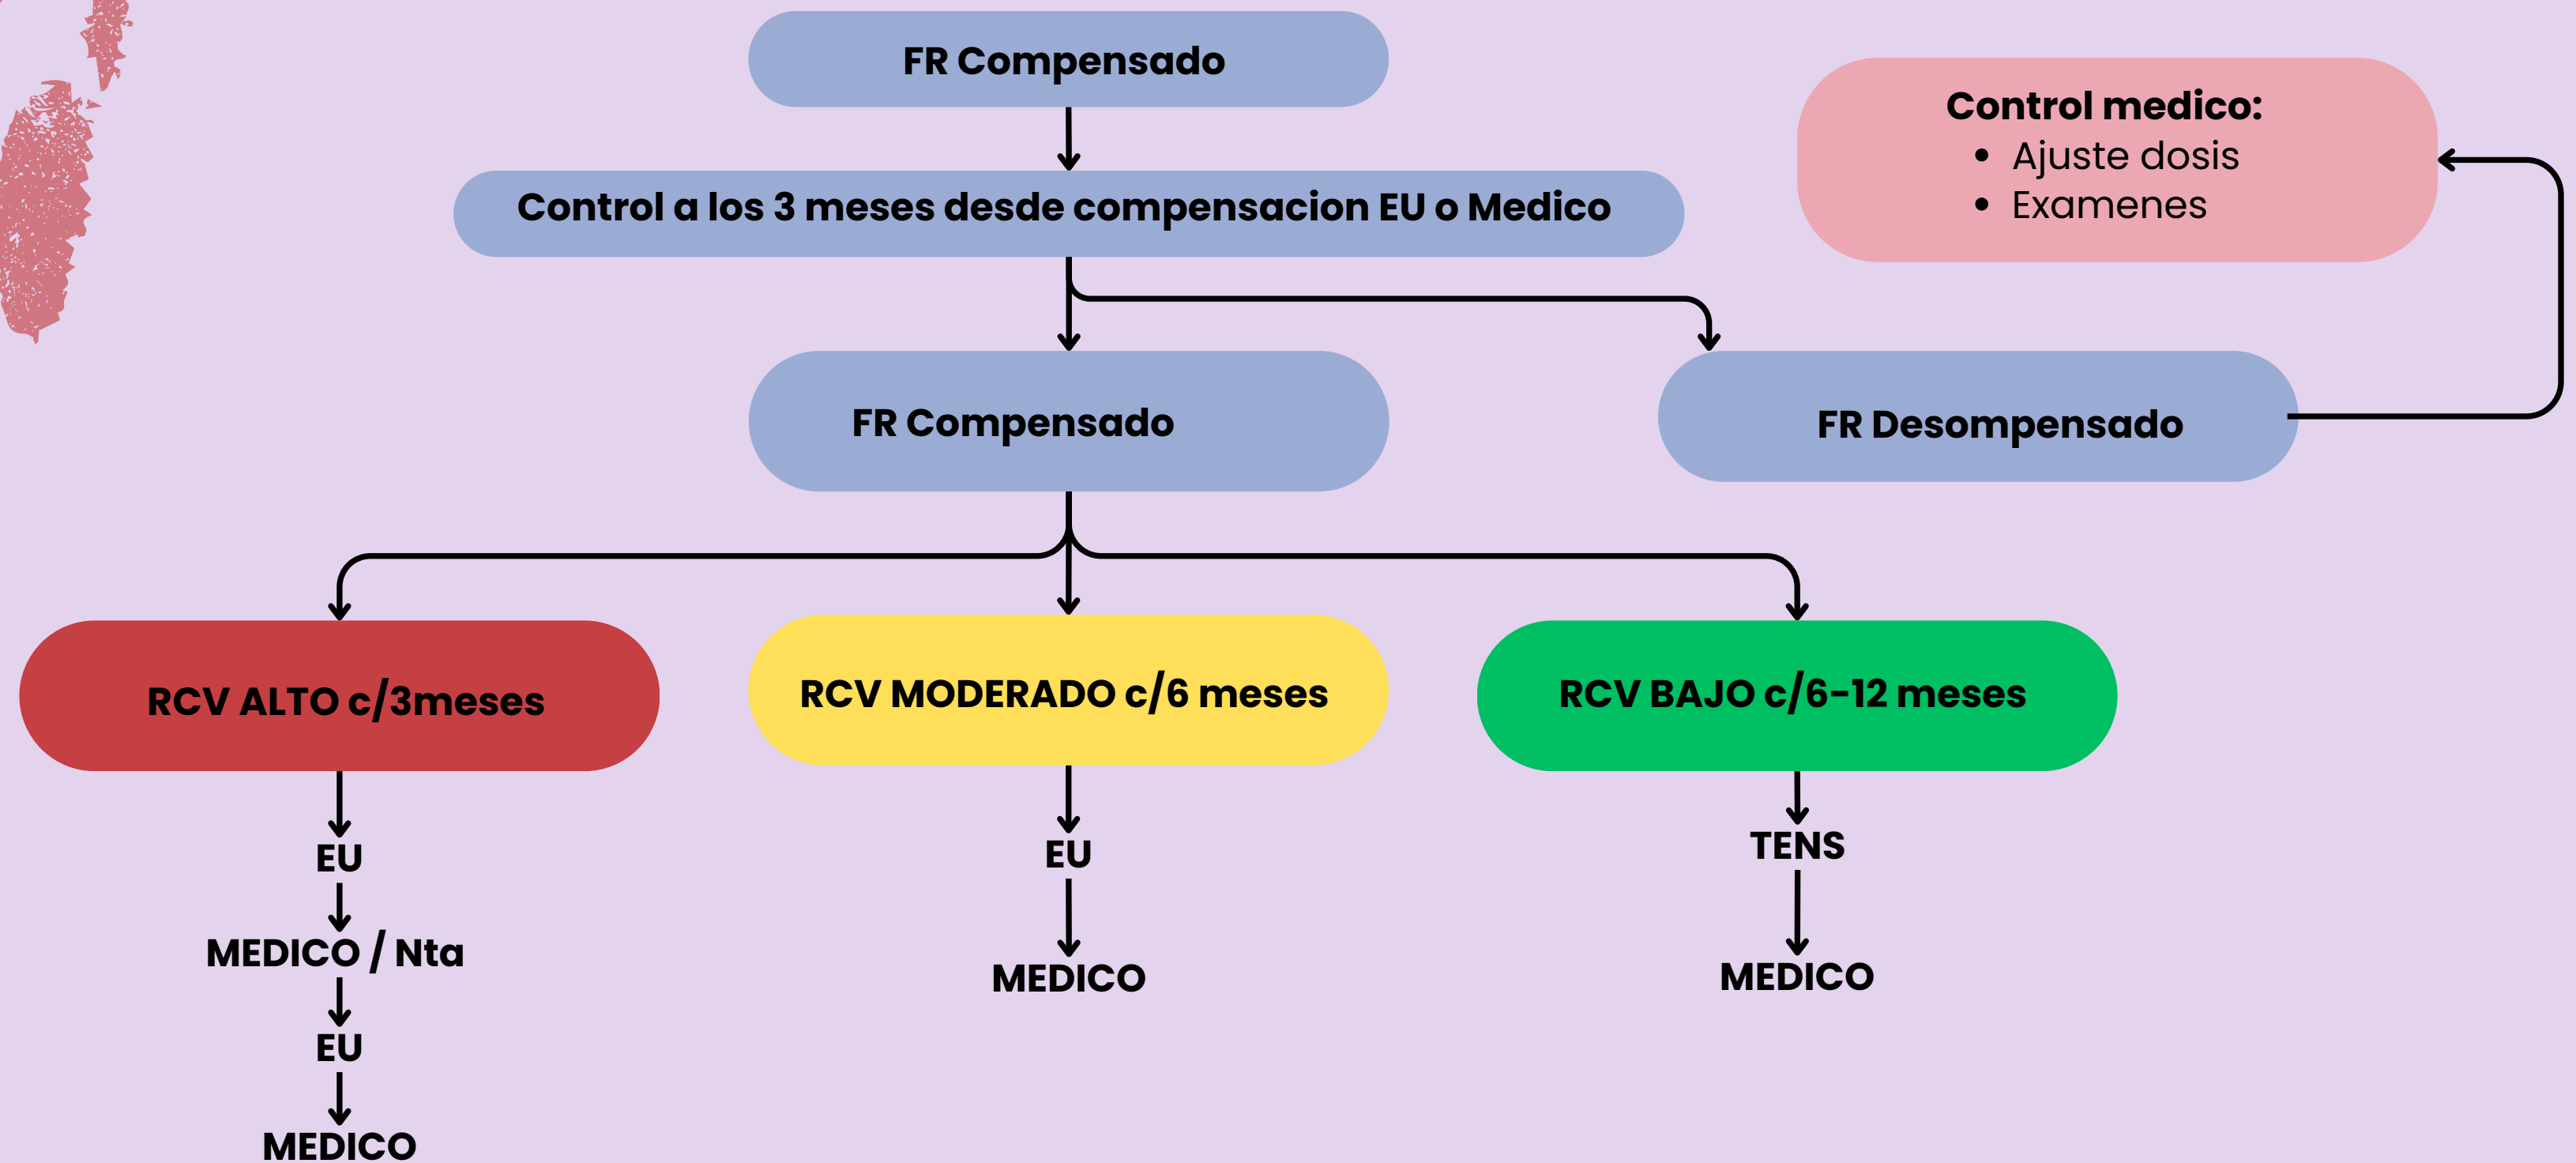 FR Compensado
Control medico:
• Ajuste dosis
• Examenes
Control a los 3 meses desde compensacion EU o Medico
FR Compensado
FR Desompensado
RCV ALTO c/3meses
RCV MODERADO c/6 meses
RCV BAJO c/6-12 meses
EU
MEDICO / Nta
EU
MEDICO
EU
MEDICO
TENS
MEDICO